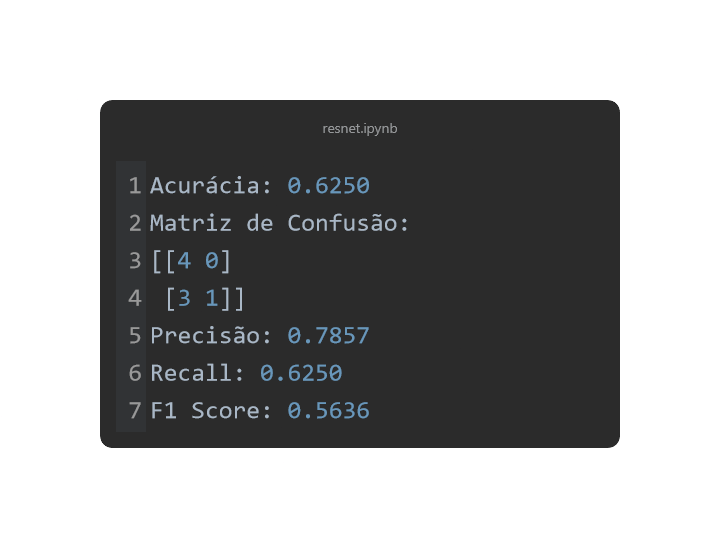 resnet.ipynb
1 Acurácia: 0.6250
2 Matriz de Confusão:
3 [[4 0]
4  [3 1]]
5 Precisão: 0.7857
6 Recall: 0.6250
7 F1 Score: 0.5636